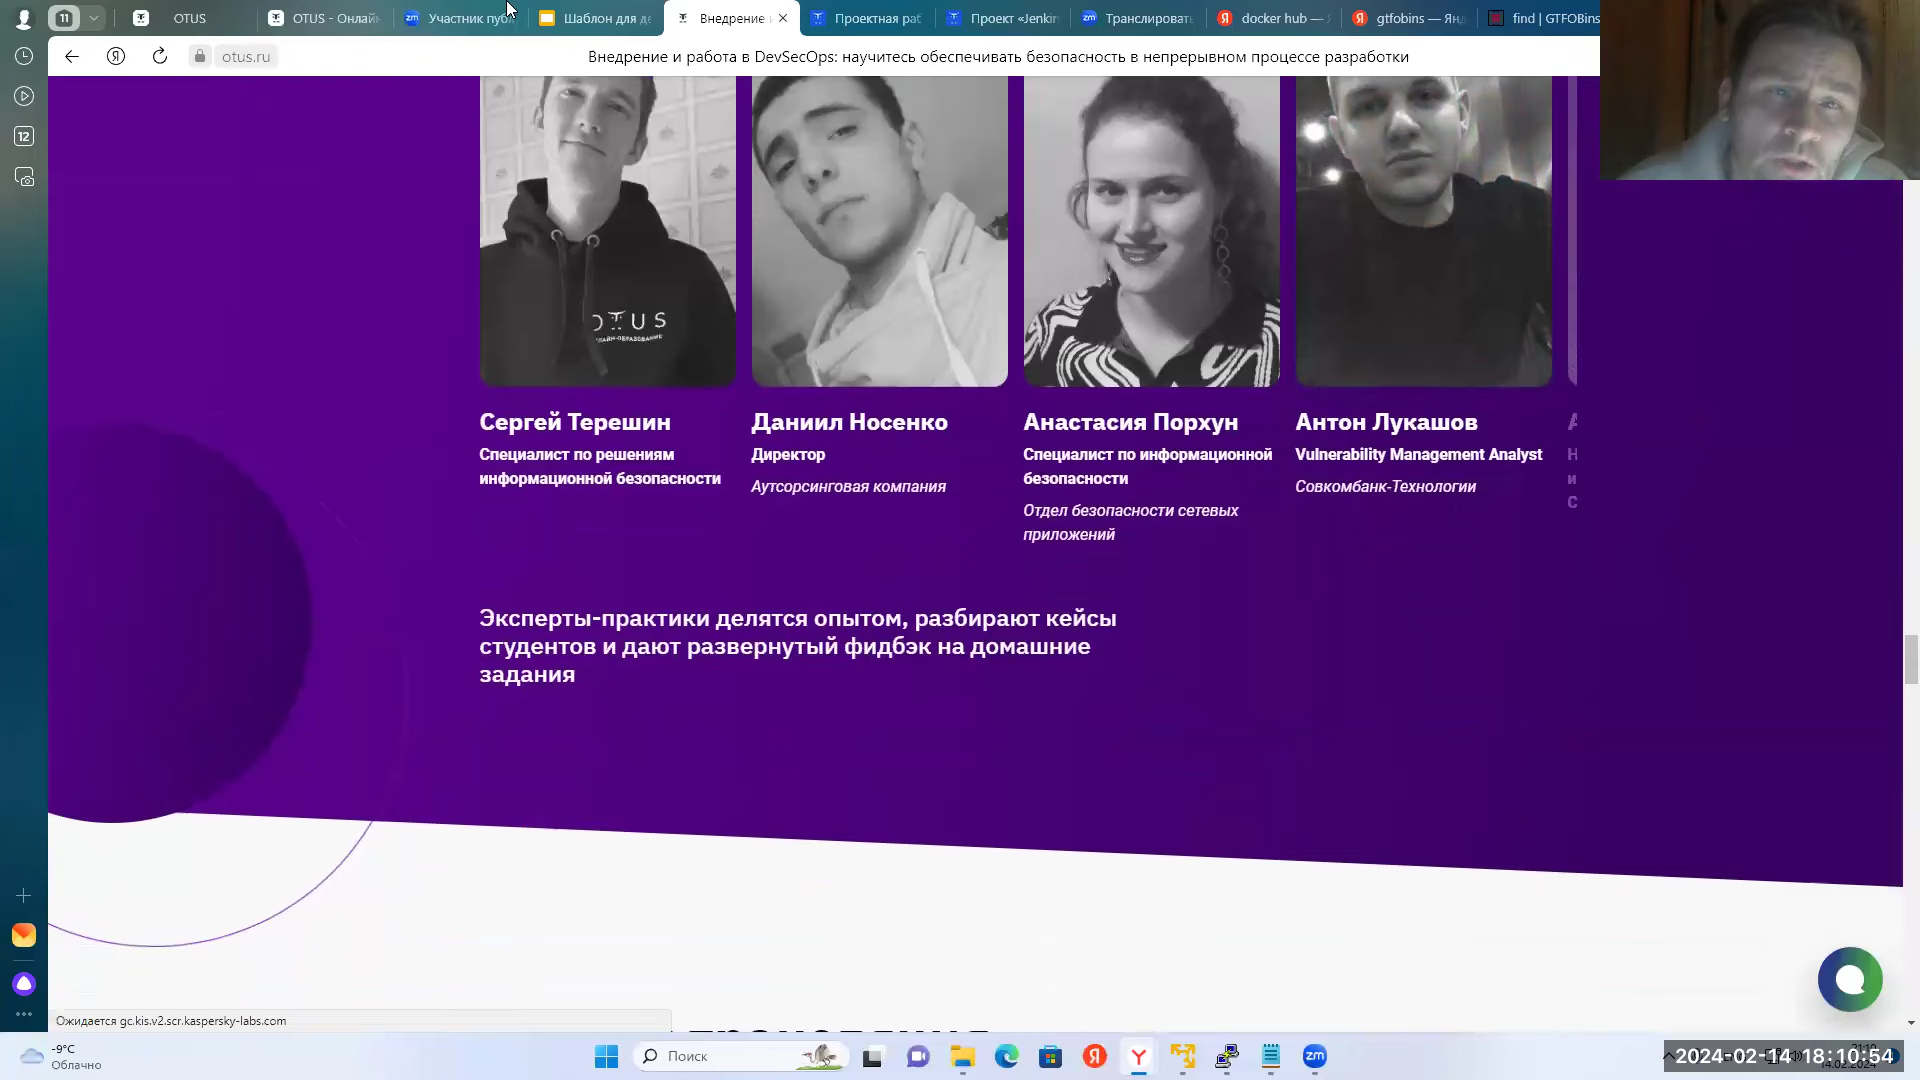 11
OTUS
OTUS - Онлайн
Участник публ
Шаблон для де
Внедрение
Проектная раб
Проект «Jenkin
Транслировать
docker hub — Я
gtfobins — Янд
find | GTFOBins
otus.ru
Внедрение и работа в DevSecOps: научитесь обеспечивать безопасность в непрерывном процессе разработки
12
OTUS
Сергей Терешин
Специалист по решениям
информационной безопасности
Даниил Носенко
Директор
Аутсорсинговая компания
Анастасия Порхун
Специалист по информационной
безопасности
Отдел безопасности сетевых
приложений
Антон Лукашов
Vulnerability Management Analyst
Совкомбанк-Технологии
Эксперты-практики делятся опытом, разбирают кейсы
студентов и дают развернутый фидбэк на домашние
задания
Ожидается gc.kis.v2.scr.kaspersky-labs.com
-9°C
Облачно
Поиск
2024-02-14 18:10:54